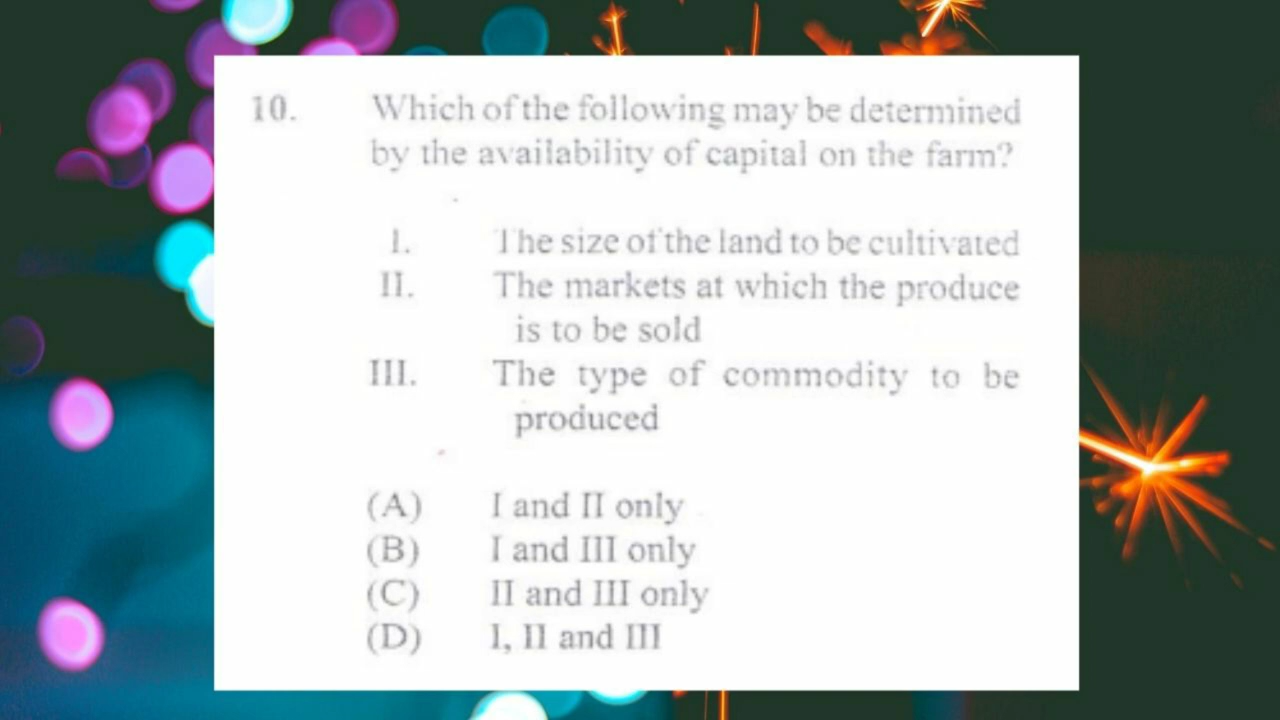 10. Which of the following may be determined
by the availability of capital on the farm?
I. The size of the land to be cultivated
II. The markets at which the produce
is to be sold
III. The type of commodity to be
produced
(A) I and II only
(B) I and III only
(C) II and III only
(D) I, II and III